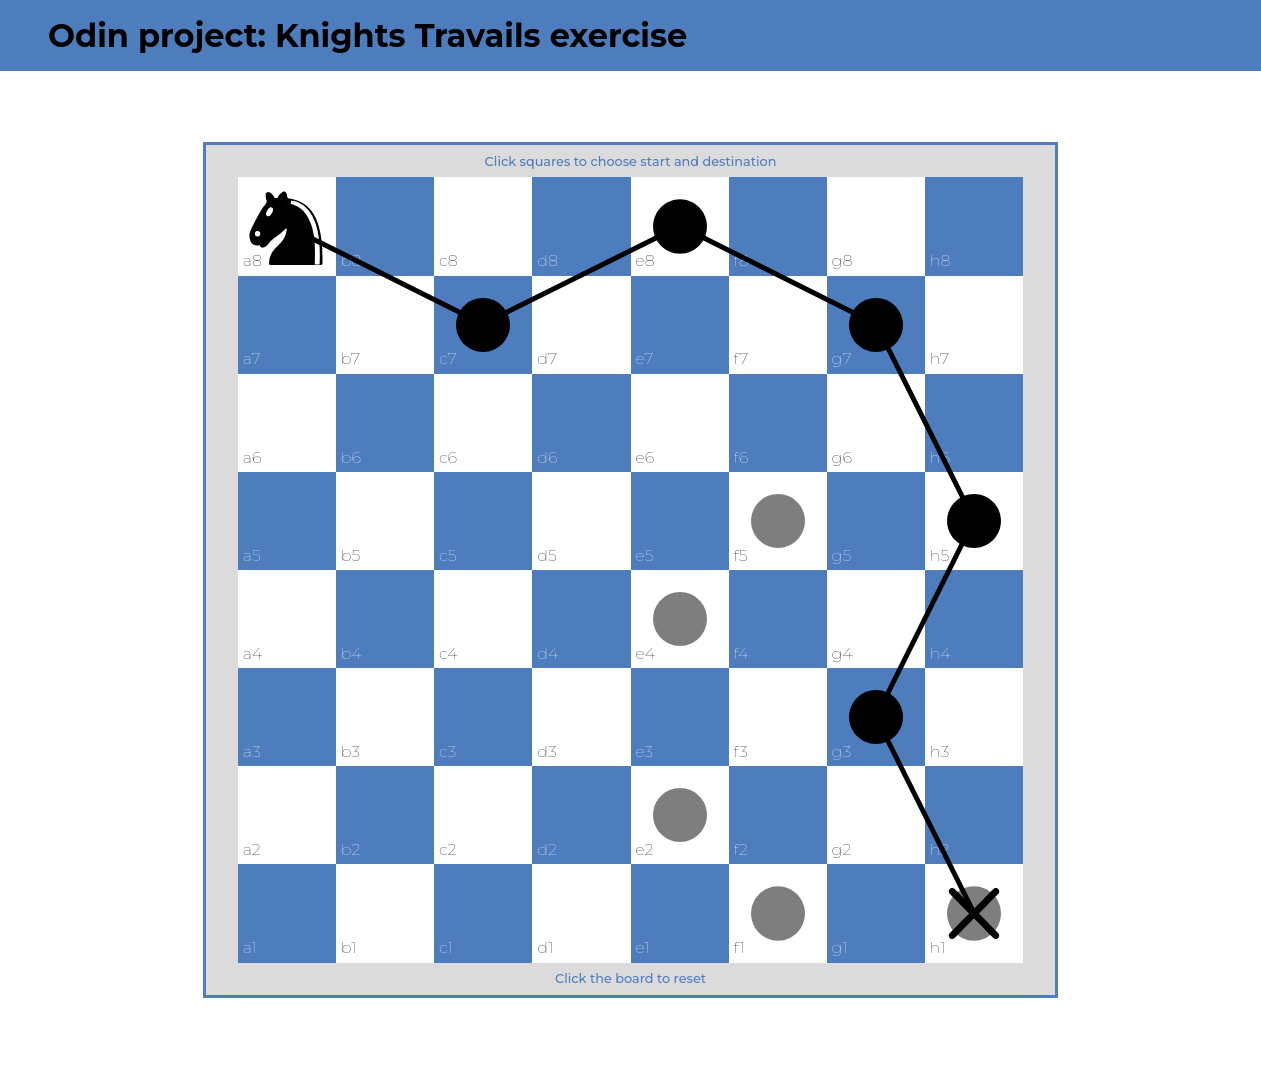 Odin project: Knights Travails exercise
Click squares to choose start and destination
a8 b8 c8 d8 e8 f8 g8 h8
a7 b7 c7 d7 e7 f7 g7 h7
a6 b6 c6 d6 e6 f6 g6 h6
a5 b5 c5 d5 e5 f5 g5 h5
a4 b4 c4 d4 e4 f4 g4 h4
a3 b3 c3 d3 e3 f3 g3 h3
a2 b2 c2 d2 e2 f2 g2 h2
a1 b1 c1 d1 e1 f1 g1 h1
Click the board to reset